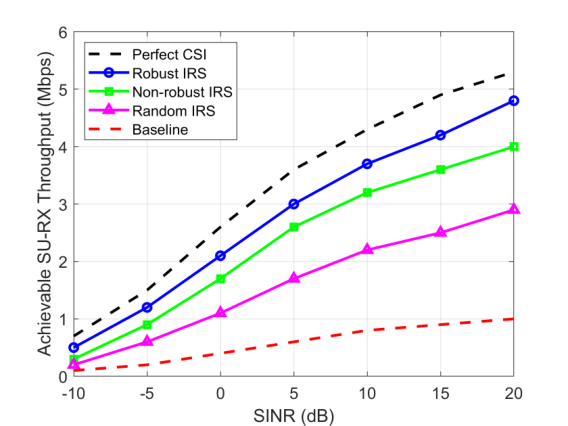 6
5
4
3
2
1
0
Achievable SU-RX Throughput (Mbps)
Perfect CSI
Robust IRS
Non-robust IRS
Random IRS
Baseline
-10 -5 0 5 10 15 20
SINR (dB)